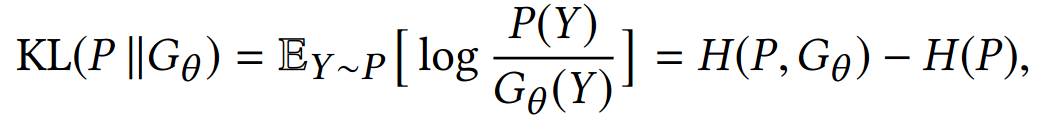 KL(P ∥G_θ) = 𝔼_{Y∼P}[ log P(Y)/G_θ(Y) ] = H(P, G_θ) − H(P),